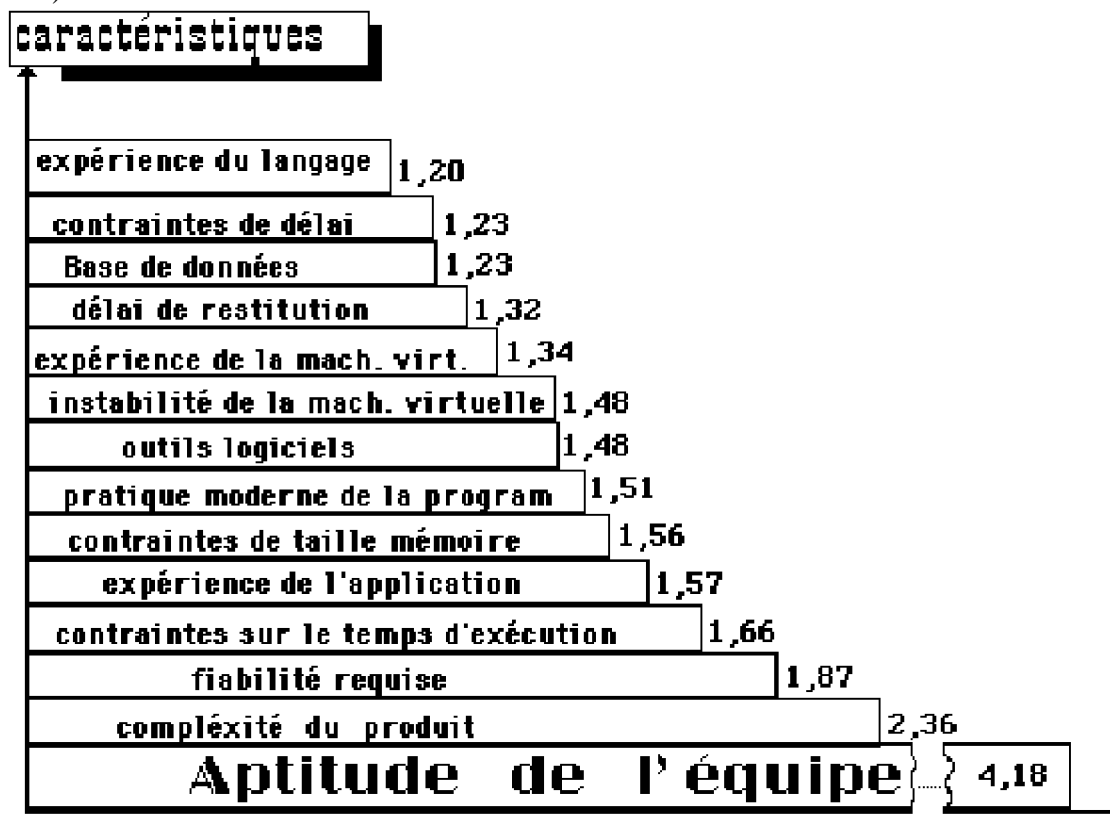 caractéristiques
expérience du langage 1,20
contraintes de délai 1,23
Base de données 1,23
délai de restitution 1,32
expérience de la mach. virt. 1,34
instabilité de la mach. virtuelle 1,48
outils logiciels 1,48
pratique moderne de la program 1,51
contraintes de taille mémoire 1,56
expérience de l'application 1,57
contraintes sur le temps d'exécution 1,66
fiabilité requise 1,87
compléxité du produit 2,36
Aptitude de l'équipe ...... 4,18